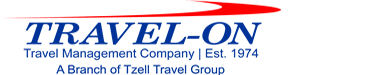 TRAVEL-ON
Travel Management Company | Est. 1974
A Branch of Tzell Travel Group